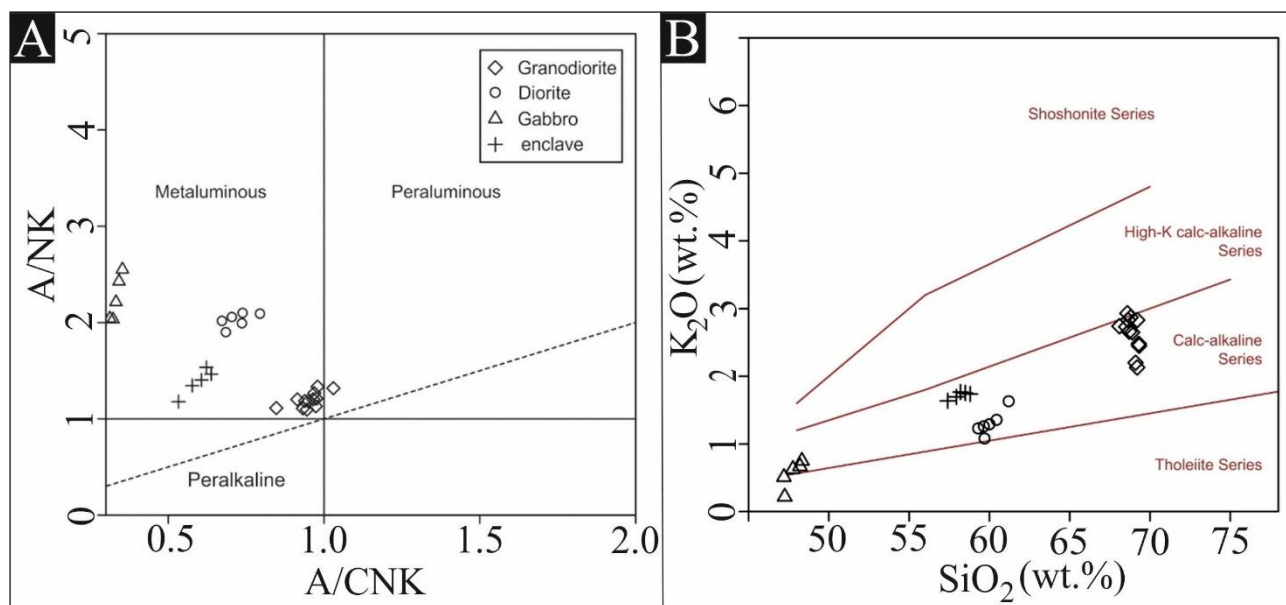 A
A/NK
5
4
3
2
1
0
Granodiorite
Diorite
Gabbro
enclave
Metaluminous
Peraluminous
Peralkaline
0.5
1.0
1.5
2.0
A/CNK
B
K₂O (wt.%)
6
5
4
3
2
1
0
Shoshonite Series
High-K calc-alkaline
Series
Calc-alkaline
Series
Tholeiite Series
50
55
60
65
70
75
SiO₂ (wt.%)